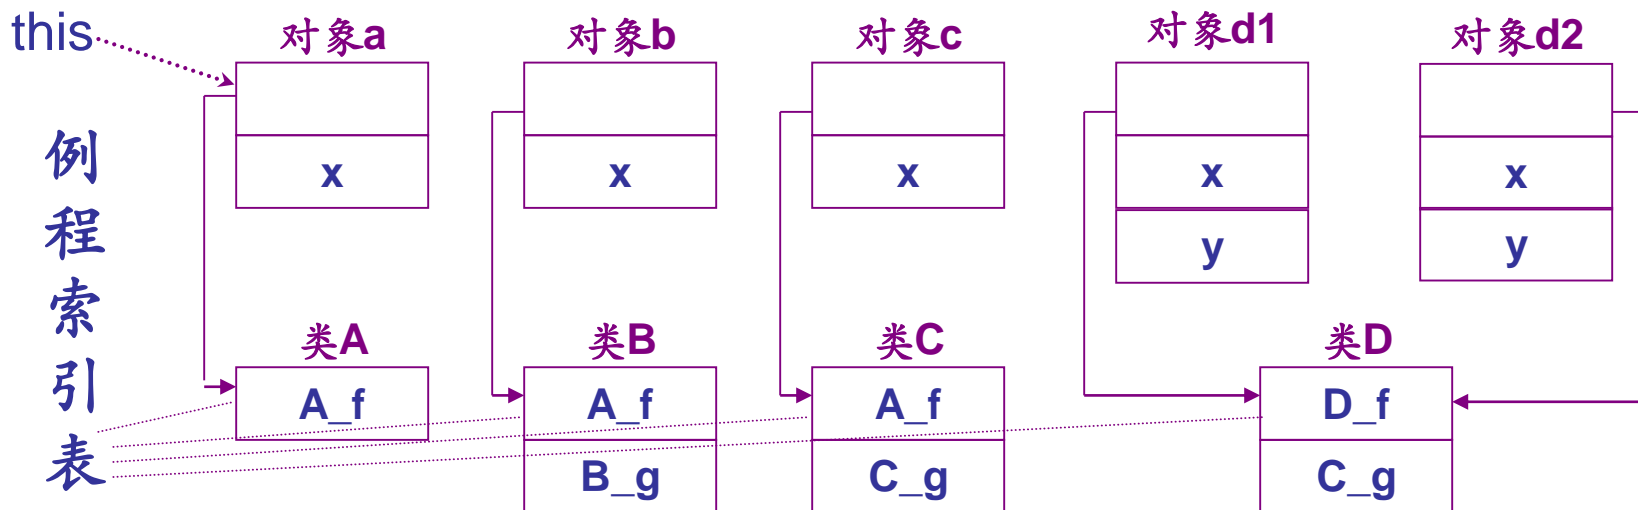 this
对象a
对象b
对象c
对象d1
对象d2
x
x
x
x
x
y
y
例程索引表
类A
类B
类C
类D
A_f
A_f
A_f
D_f
B_g
C_g
C_g